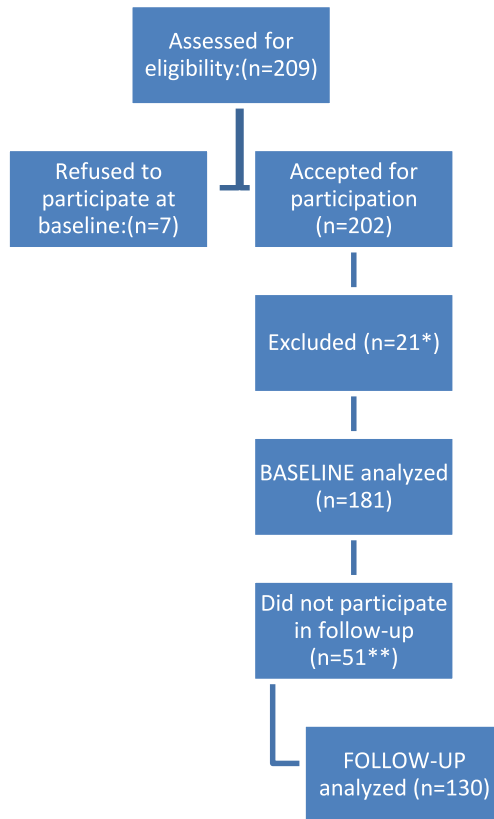 Assessed for
eligibility:(n=209)
Refused to
participate at
baseline:(n=7)
Accepted for
participation
(n=202)
Excluded (n=21*)
BASELINE analyzed
(n=181)
Did not participate
in follow-up
(n=51**)
FOLLOW-UP
analyzed (n=130)